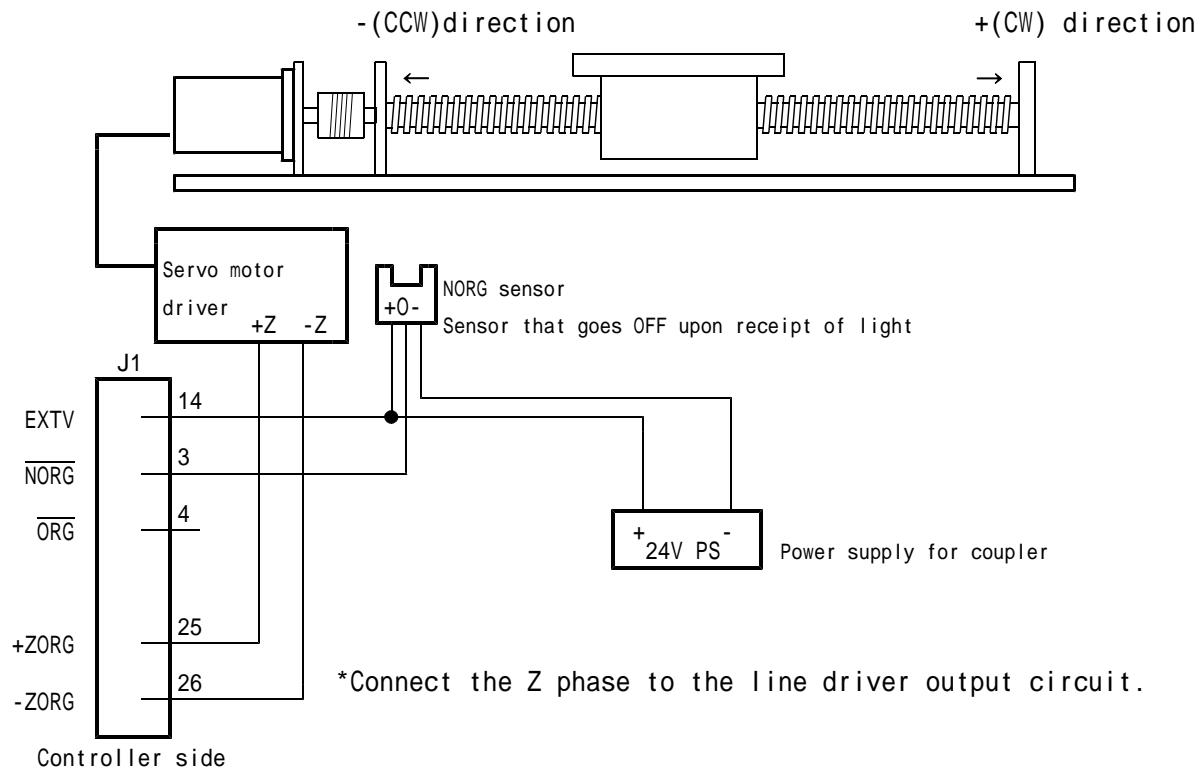 -(CCW)direction
+(CW) direction
←
→
Servo motor
driver
+Z -Z
+O-
NORG sensor
Sensor that goes OFF upon receipt of light
J1
EXTV
14
NORG
3
ORG
4
+ -
24V PS
Power supply for coupler
+ZORG
25
-ZORG
26
*Connect the Z phase to the line driver output circuit.
Controller side